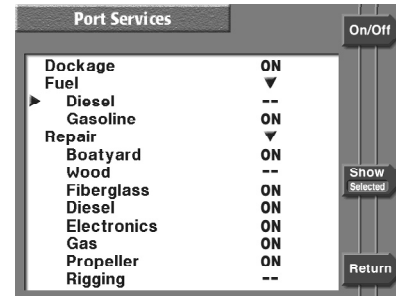 Port Services
On/Off
Dockage ON
Fuel ▼
► Diesel --
Gasoline ON
Repair ▼
Boatyard ON
Wood --
Fiberglass ON
Diesel ON
Electronics ON
Gas ON
Propeller ON
Rigging --
Show
Selected
Return